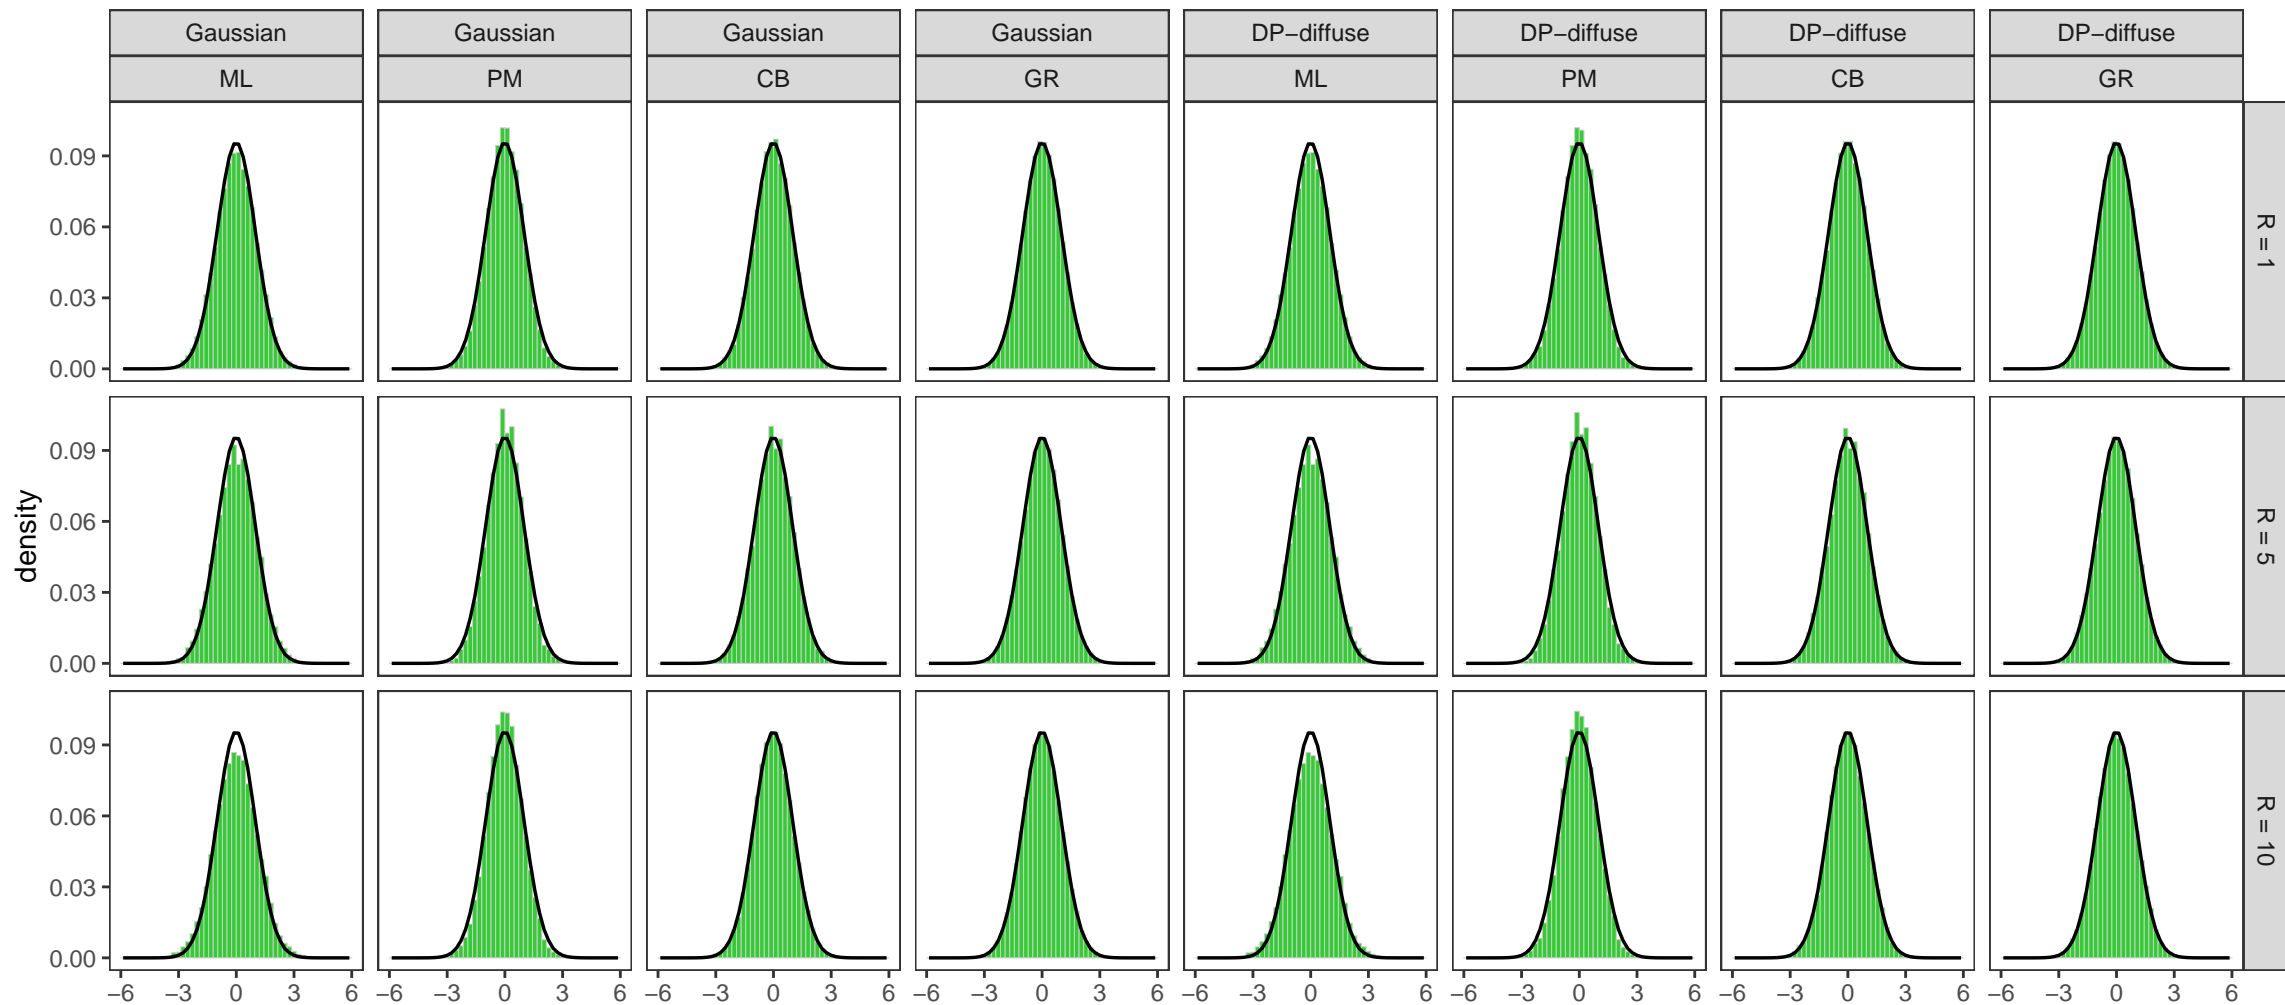 Gaussian Gaussian Gaussian Gaussian DP−diffuse DP−diffuse DP−diffuse DP−diffuse
ML PM CB GR ML PM CB GR
0.09
0.06
0.03
0.00
R = 1
0.09
0.06
0.03
0.00
R = 5
density
0.09
0.06
0.03
0.00
R = 10
−6 −3 0 3 6 −6 −3 0 3 6 −6 −3 0 3 6 −6 −3 0 3 6 −6 −3 0 3 6 −6 −3 0 3 6 −6 −3 0 3 6 −6 −3 0 3 6